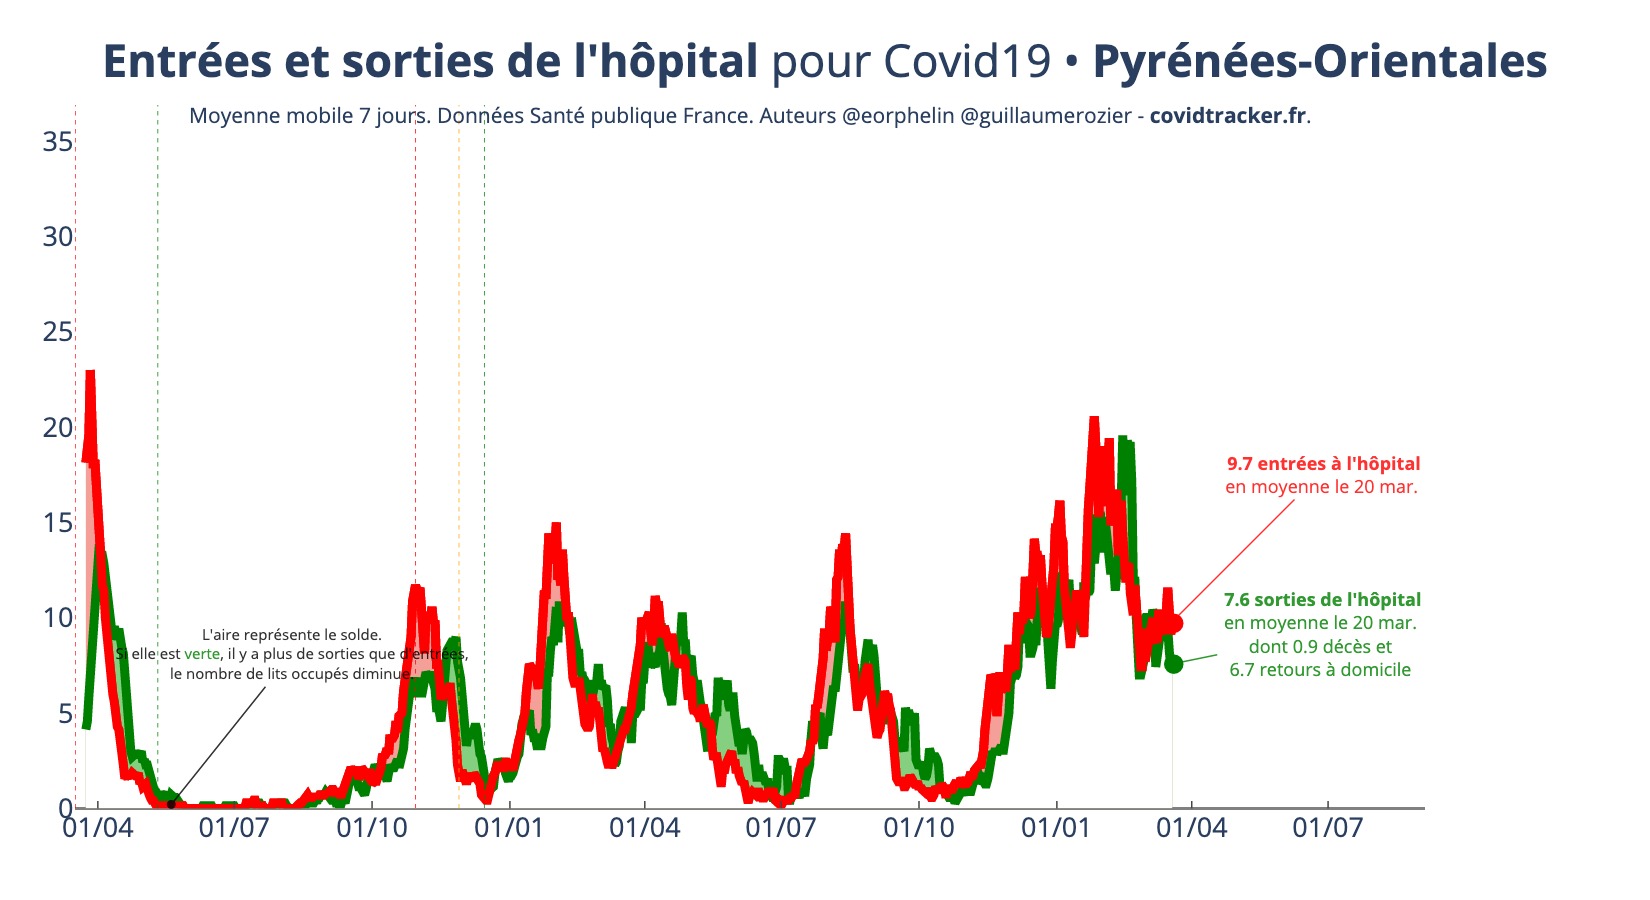 Entrées et sorties de l'hôpital pour Covid19 • Pyrénées-Orientales
Moyenne mobile 7 jours. Données Santé publique France. Auteurs @eorphelin @guillaumerozier - covidtracker.fr.
35
30
25
20
15
10
5
0
9.7 entrées à l'hôpital
en moyenne le 20 mar.
7.6 sorties de l'hôpital
en moyenne le 20 mar.
dont 0.9 décès et
6.7 retours à domicile
L'aire représente le solde.
Si elle est verte, il y a plus de sorties que d'entrées,
le nombre de lits occupés diminue.
01/04 01/07 01/10 01/01 01/04 01/07 01/10 01/01 01/04 01/07